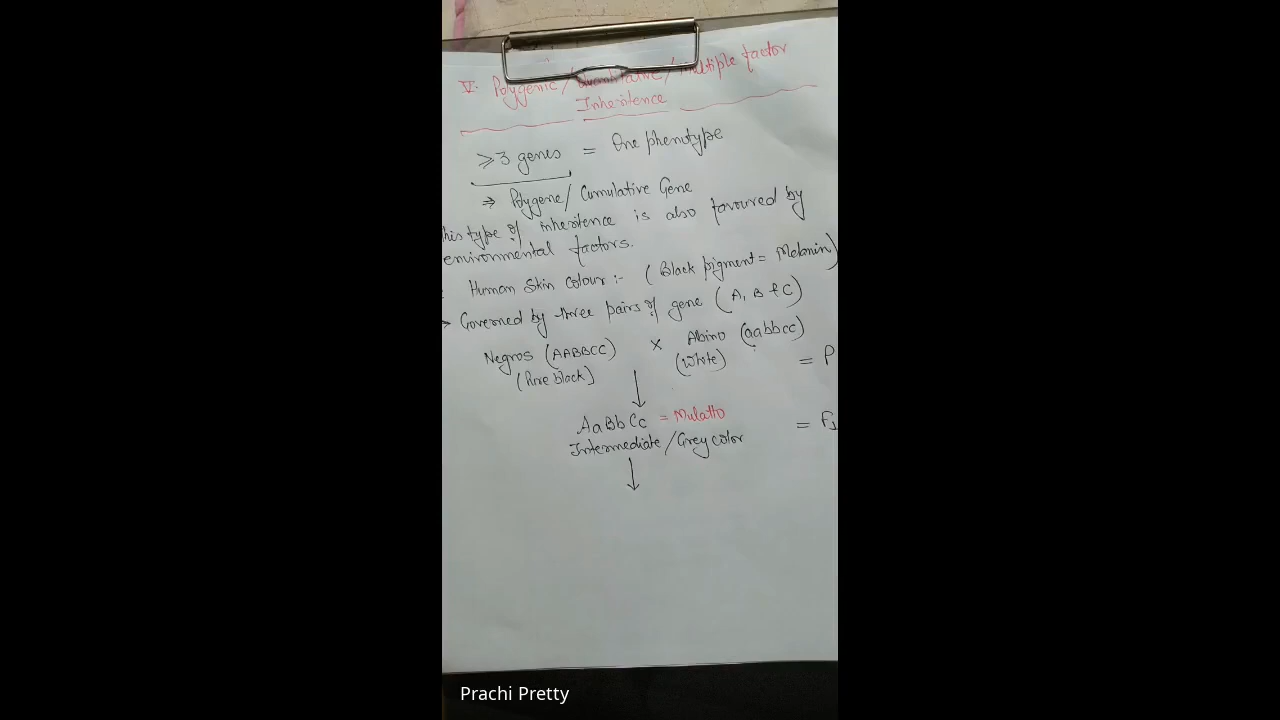 V. Polygenic / Quantitative / Multiple factor
Inheritence
≥3 genes = One phenotype
⇒ Polygene/ Cumulative Gene
his type of inheritence is also favoured by
environmental factors.
Human Skin Colour :- (Black pigment = Melanin)
→ Governed by three pairs of gene (A, B & C)
Negros (AABBCC) × Albino (aabbcc)
(Pure black) (White) = P
↓
AaBbCc = Mulatto
Intermediate / Grey color = F1
↓
Prachi Pretty